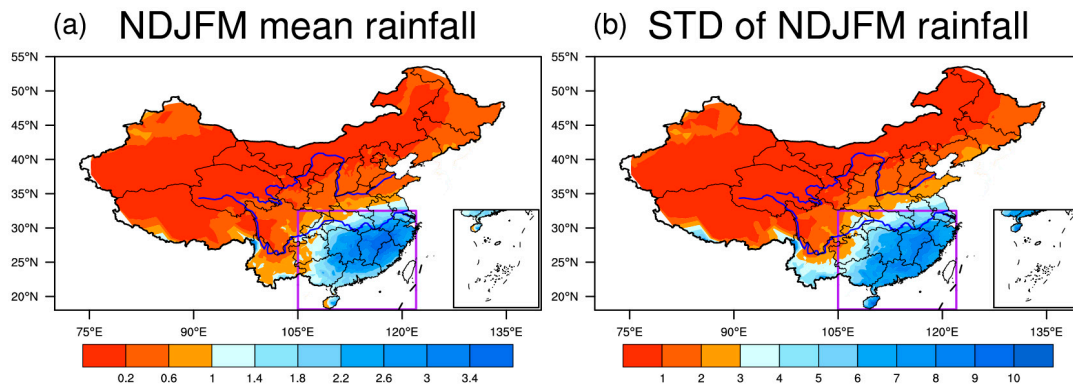 (a) NDJFM mean rainfall
55°N
50°N
45°N
40°N
35°N
30°N
25°N
20°N
75°E 90°E 105°E 120°E 135°E
0.2 0.6 1 1.4 1.8 2.2 2.6 3 3.4
(b) STD of NDJFM rainfall
55°N
50°N
45°N
40°N
35°N
30°N
25°N
20°N
75°E 90°E 105°E 120°E 135°E
1 2 3 4 5 6 7 8 9 10